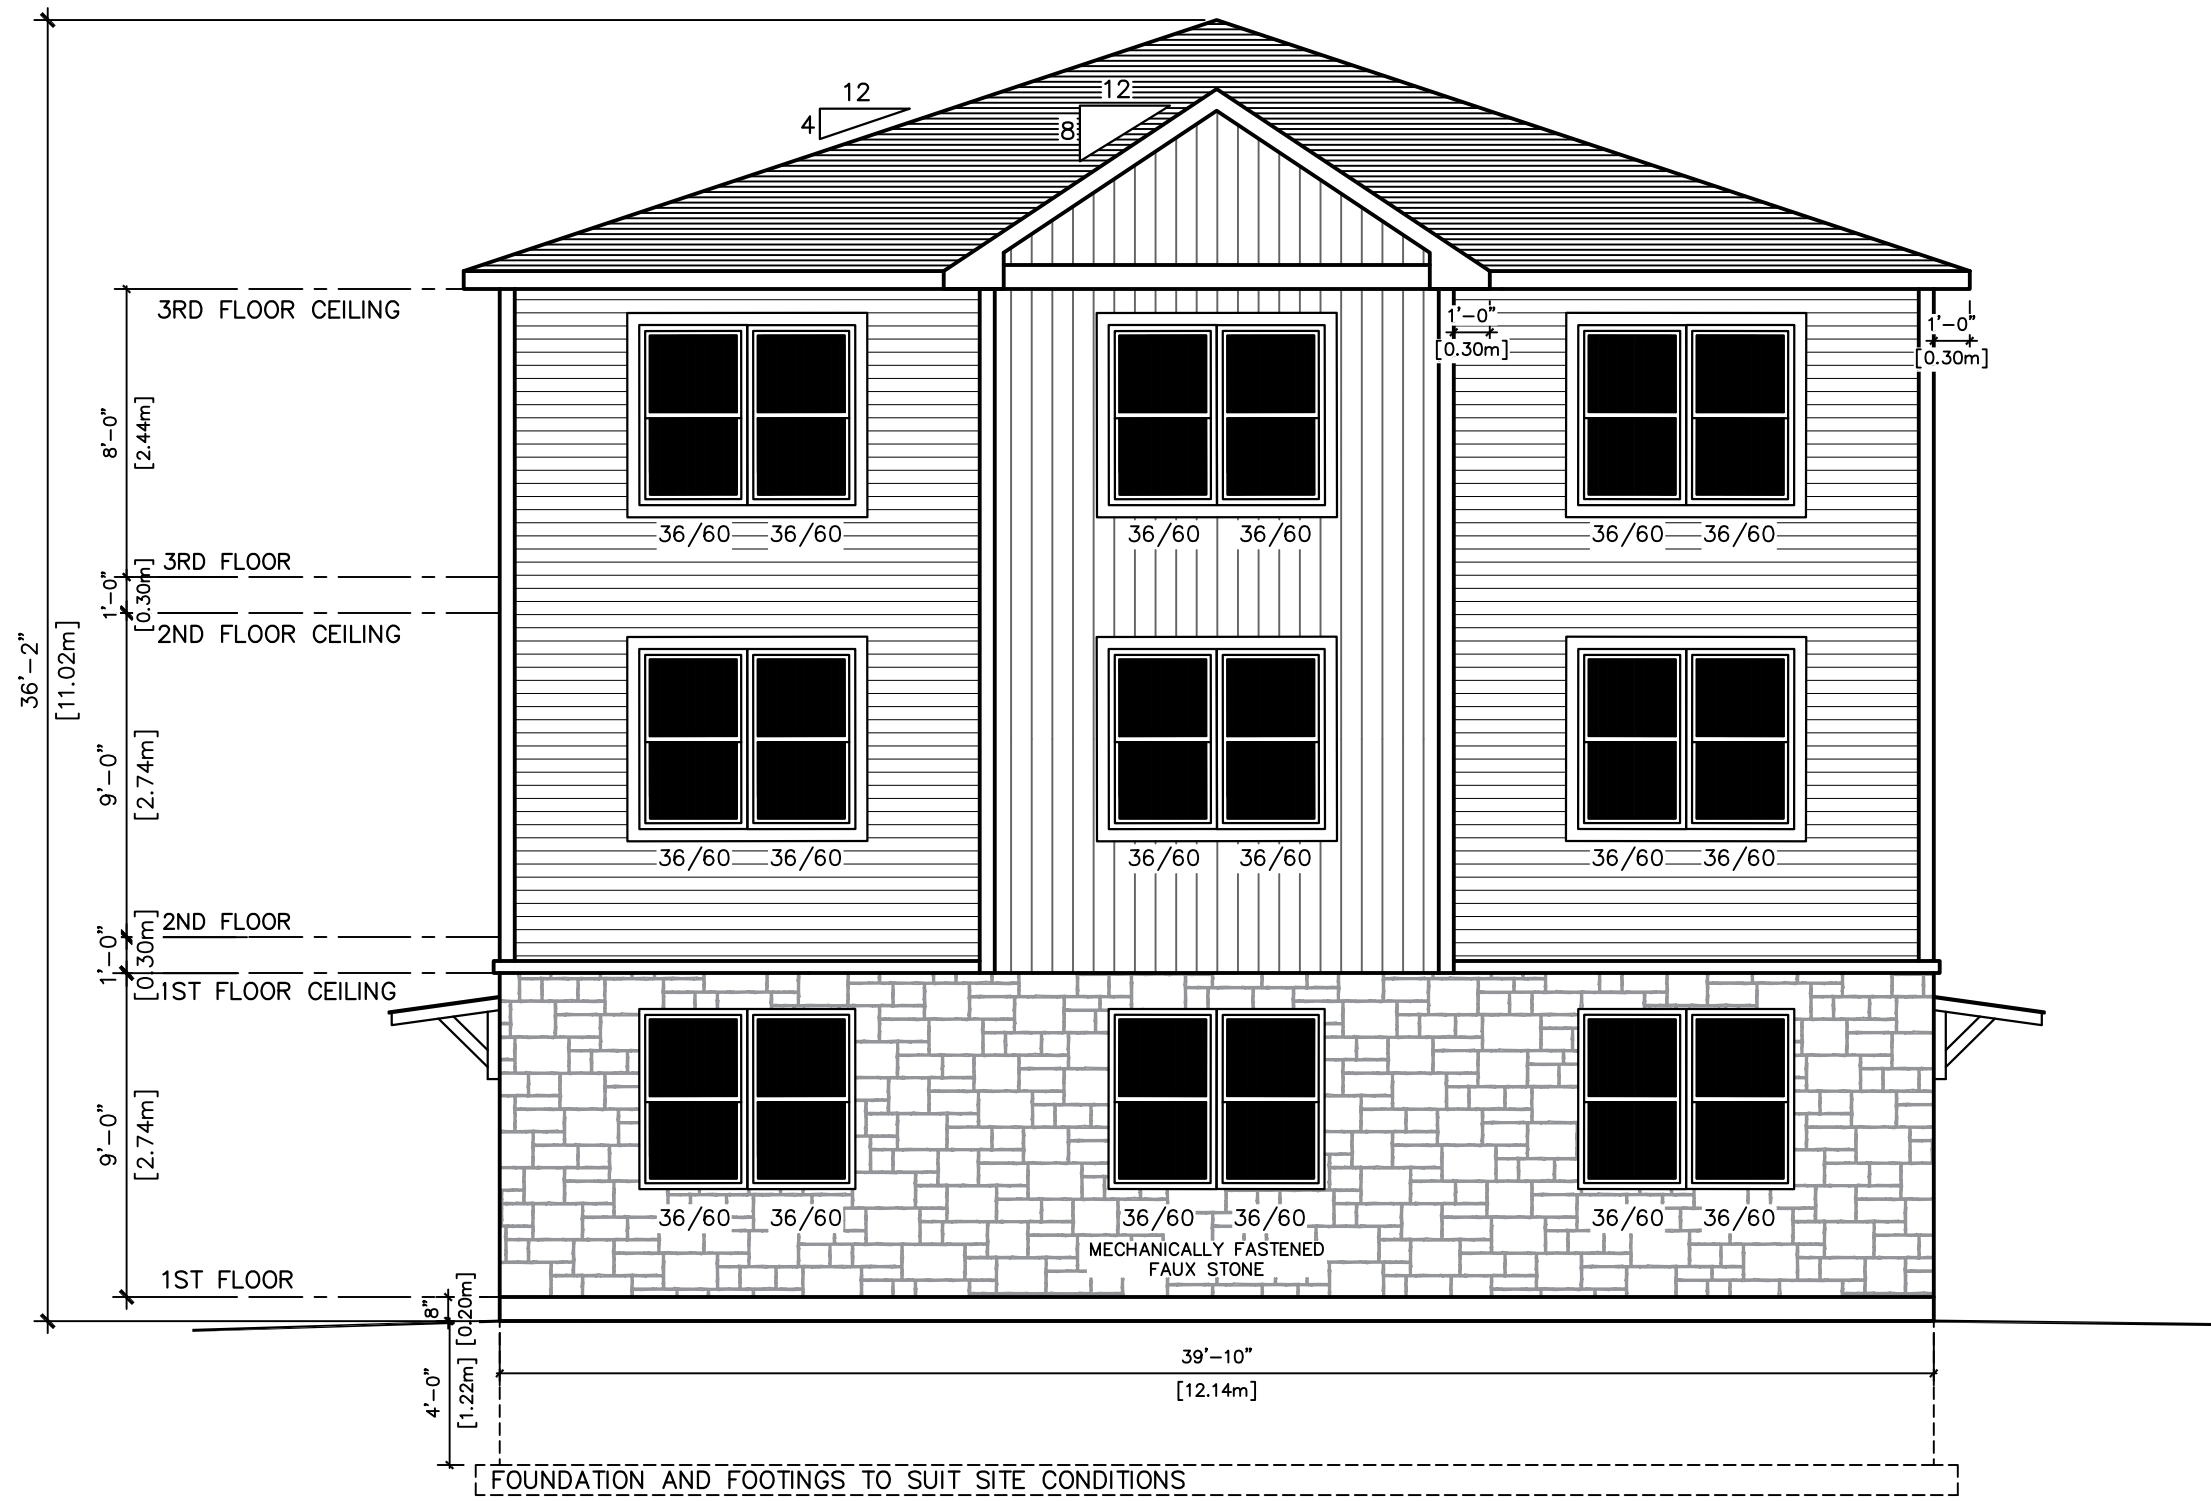 12
4
12
8
3RD FLOOR CEILING
1'-0"
[0.30m]
1'-0"
[0.30m]
8'-0"
[2.44m]
36/60 36/60
36/60 36/60
36/60 36/60
3RD FLOOR
1'-0"
[0.30m]
2ND FLOOR CEILING
36'-2"
[11.02m]
9'-0"
[2.74m]
36/60 36/60
36/60 36/60
36/60 36/60
2ND FLOOR
1'-0"
[0.30m]
1ST FLOOR CEILING
9'-0"
[2.74m]
36/60 36/60
36/60 36/60
36/60 36/60
MECHANICALLY FASTENED
FAUX STONE
1ST FLOOR
8"
[0.20m]
39'-10"
[12.14m]
4'-0"
[1.22m]
FOUNDATION AND FOOTINGS TO SUIT SITE CONDITIONS